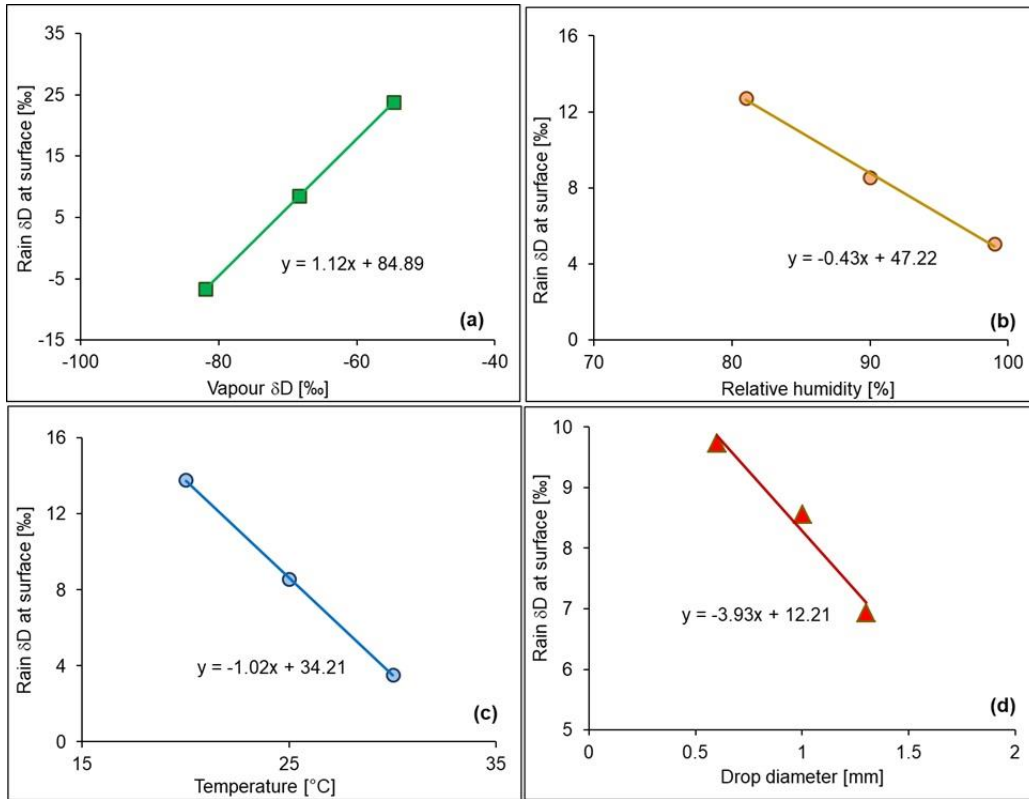 35
25
15
5
-5
-15
-100
-80
-60
-40
Rain δD at surface [‰]
Vapour δD [‰]
y = 1.12x + 84.89
(a)
16
12
8
4
0
70
80
90
100
Rain δD at surface [‰]
Relative humidity [%]
y = -0.43x + 47.22
(b)
16
12
8
4
0
15
25
35
Rain δD at surface [‰]
Temperature [°C]
y = -1.02x + 34.21
(c)
10
9
8
7
6
5
0
0.5
1
1.5
2
Rain δD at surface [‰]
Drop diameter [mm]
y = -3.93x + 12.21
(d)